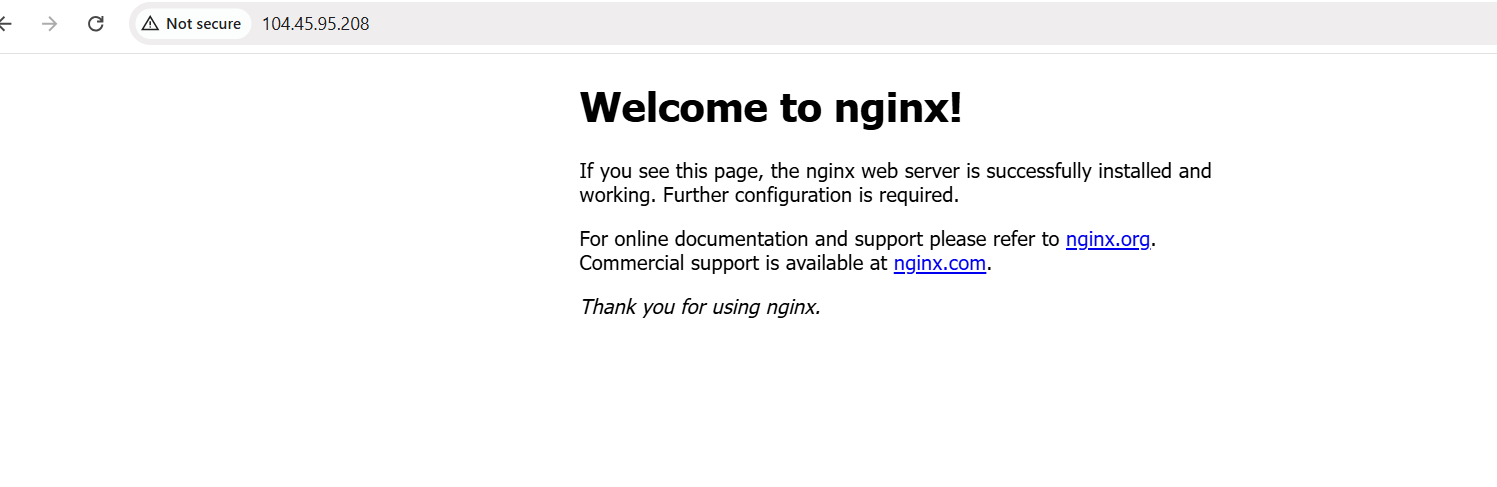 Not secure 104.45.95.208
Welcome to nginx!
If you see this page, the nginx web server is successfully installed and
working. Further configuration is required.
For online documentation and support please refer to nginx.org.
Commercial support is available at nginx.com.
Thank you for using nginx.